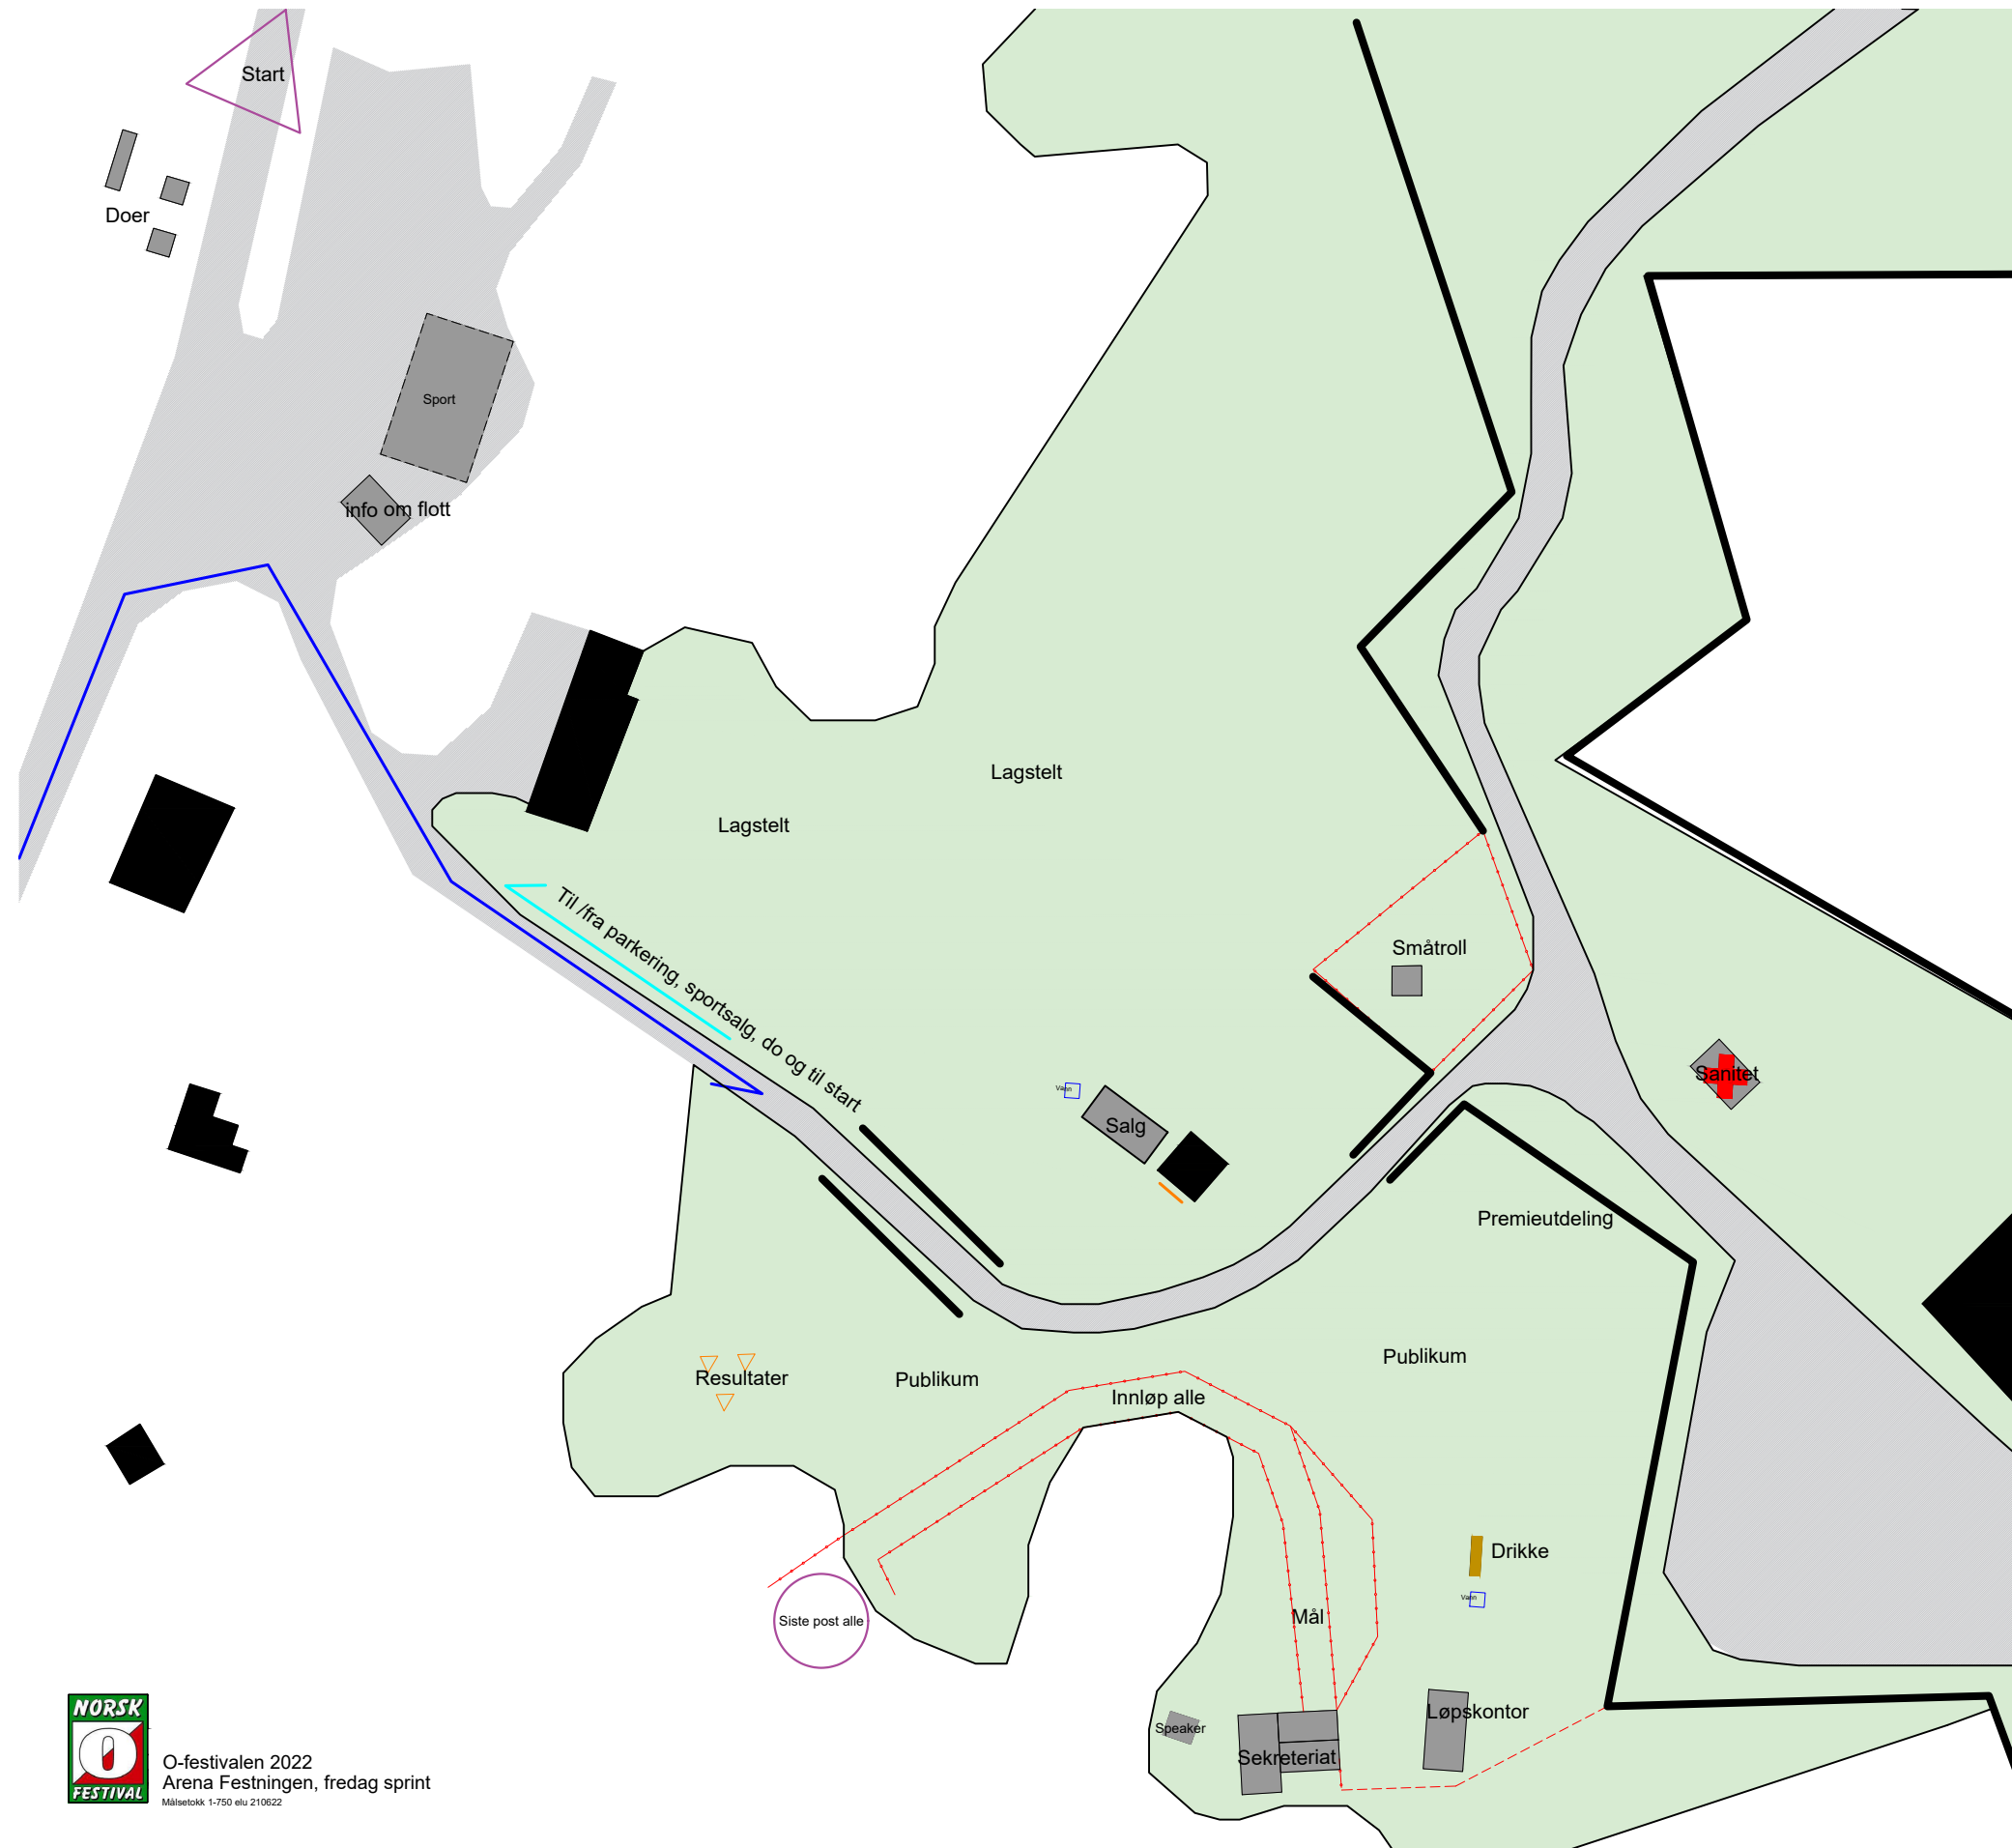 Start
Doer
Sport
info om flott
Lagstelt
Lagstelt
Til /fra parkering, sportsalg, do og til start
Småtroll
Sanitet
Vann
Salg
Premieutdeling
Publikum
Resultater
Publikum
Innløp alle
Drikke
Vann
Mål
Siste post alle
Løpskontor
Speaker
Sekreteriat
NORSK
O
FESTIVAL
O-festivalen 2022
Arena Festningen, fredag sprint
Målsetokk 1-750 elu 210622